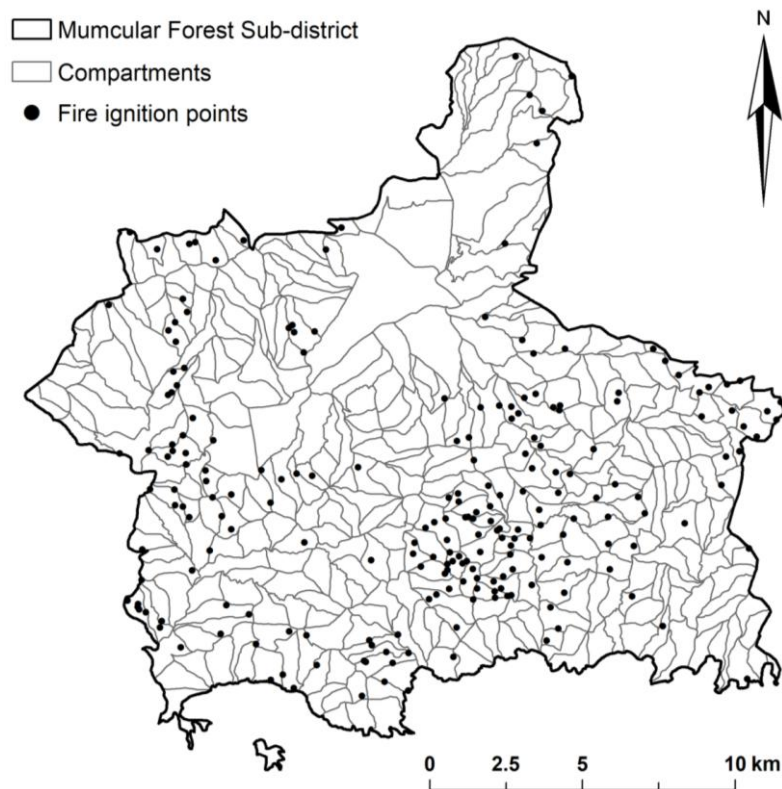 Mumcular Forest Sub-district
Compartments
Fire ignition points
N
0 2.5 5 10 km